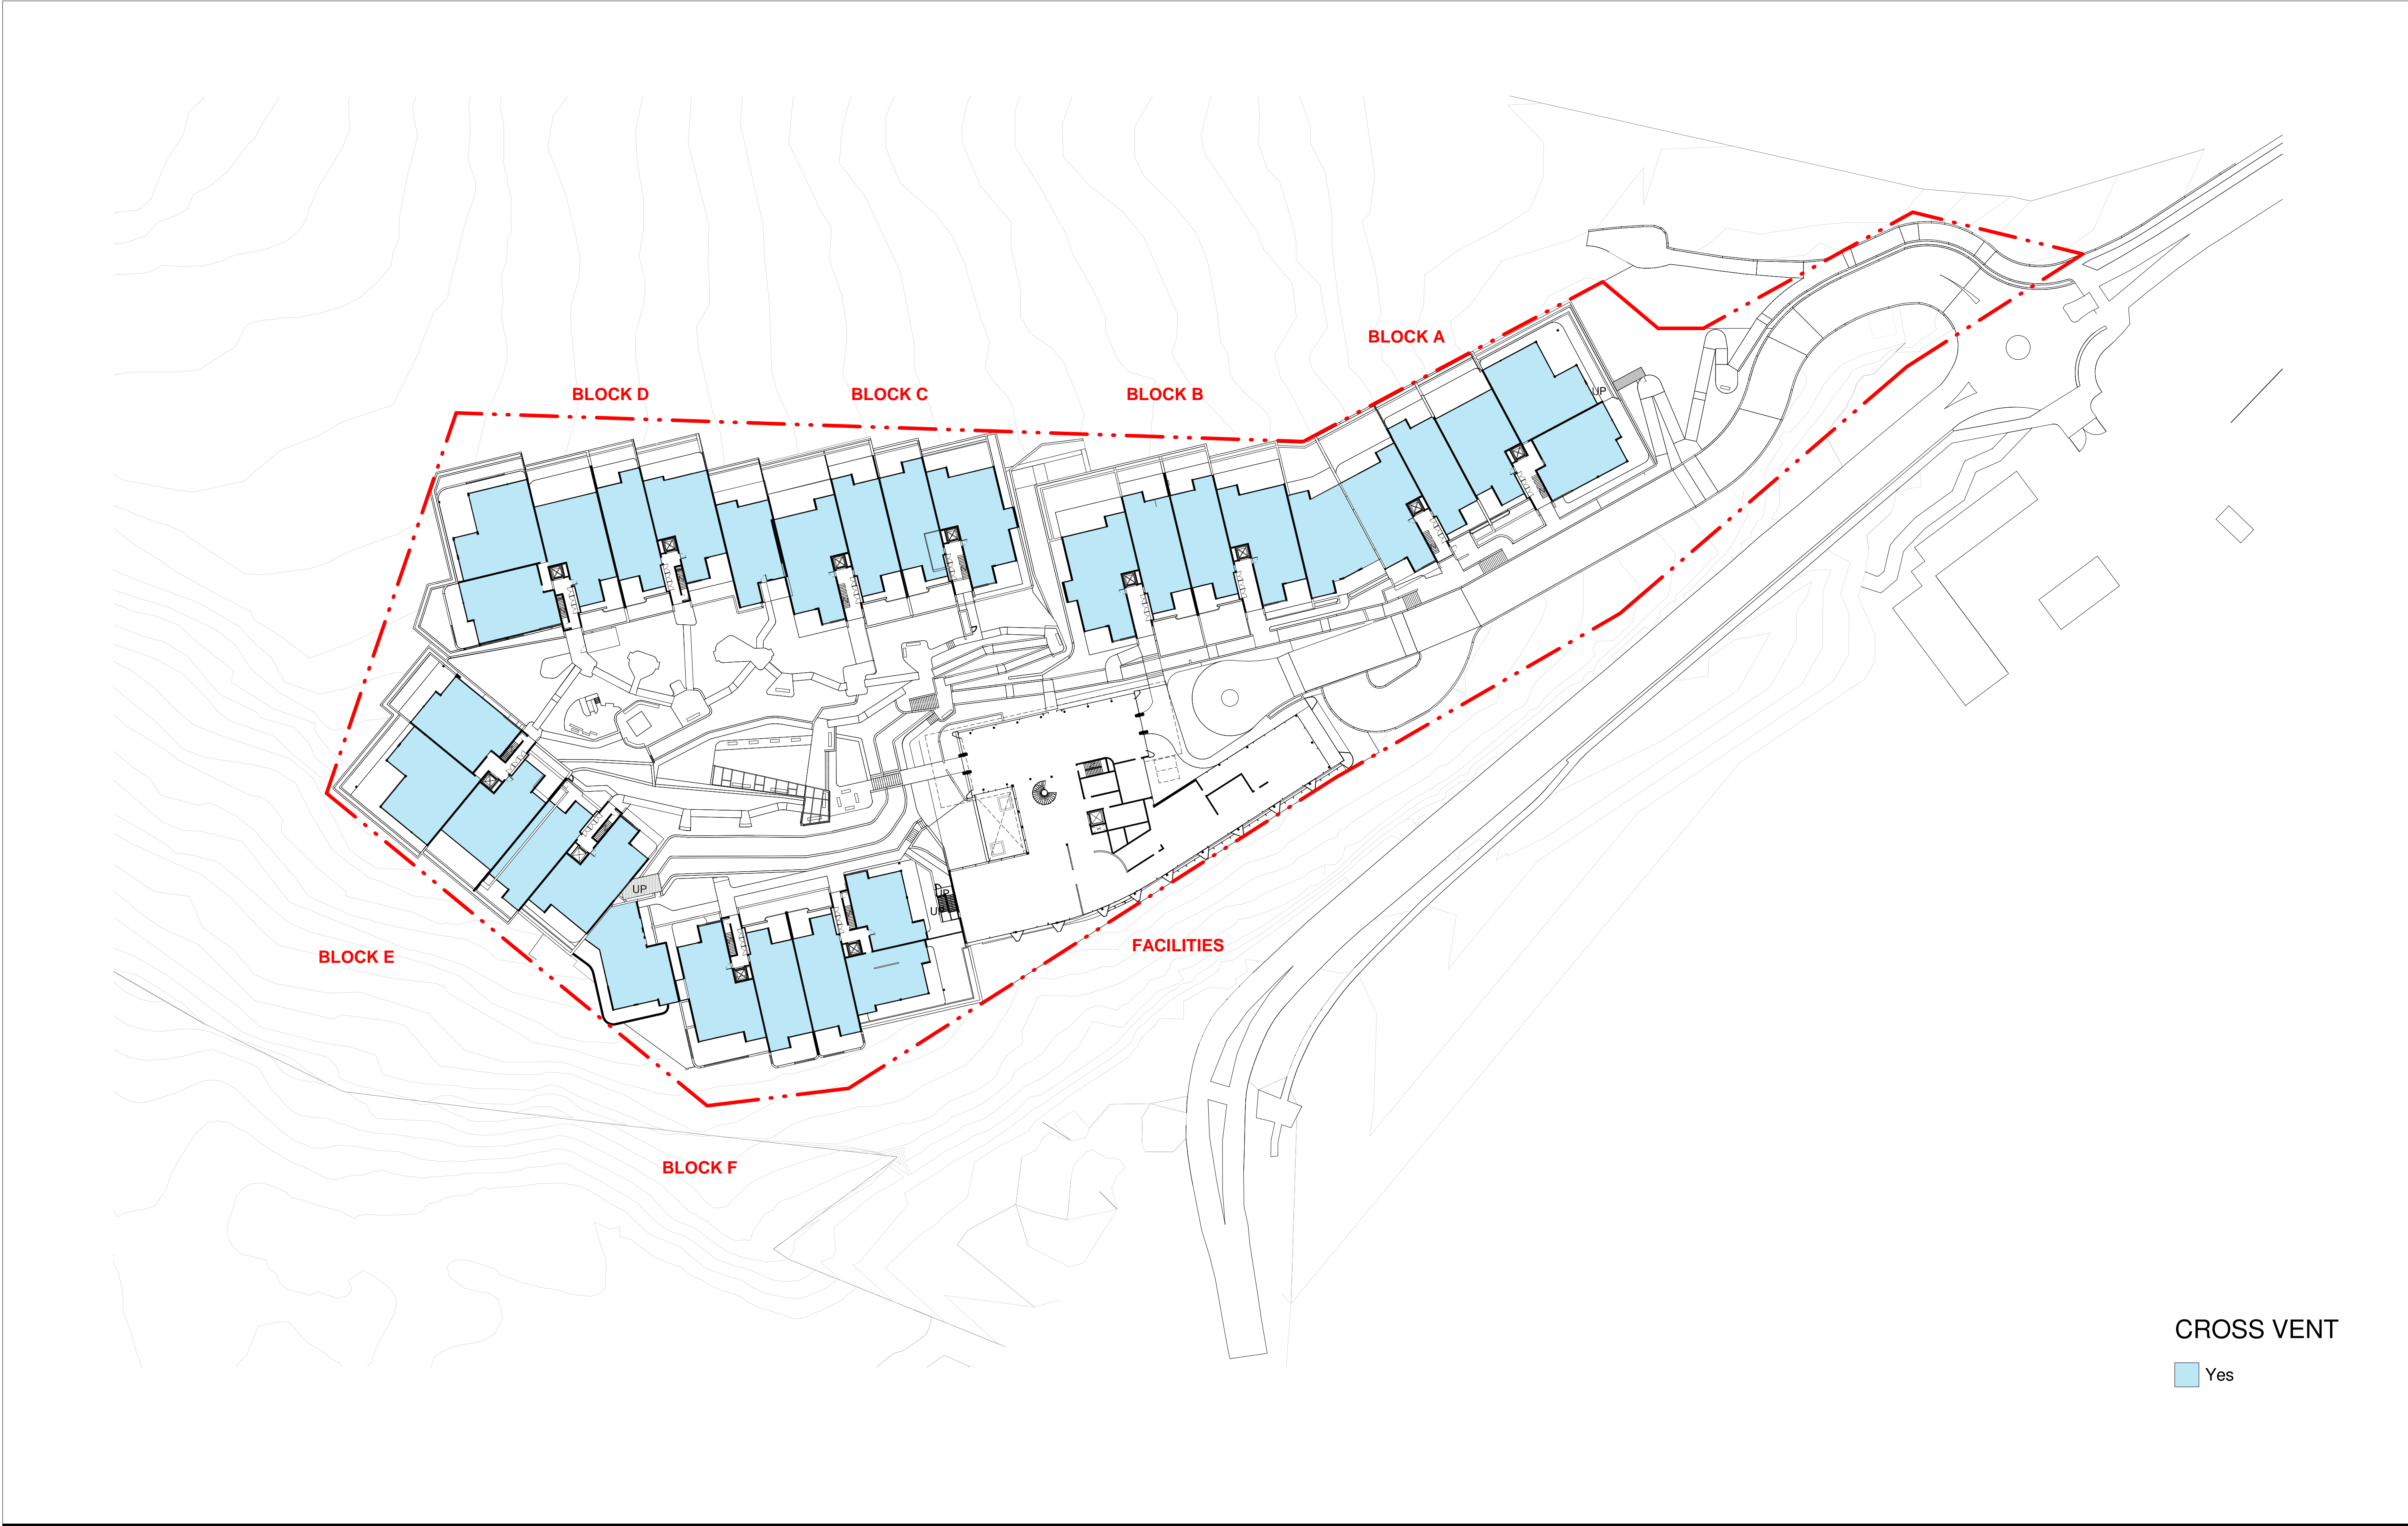 BLOCK A
BLOCK D
BLOCK C
BLOCK B
UP
UP
UP
UP
FACILITIES
BLOCK E
BLOCK F
CROSS VENT
Yes